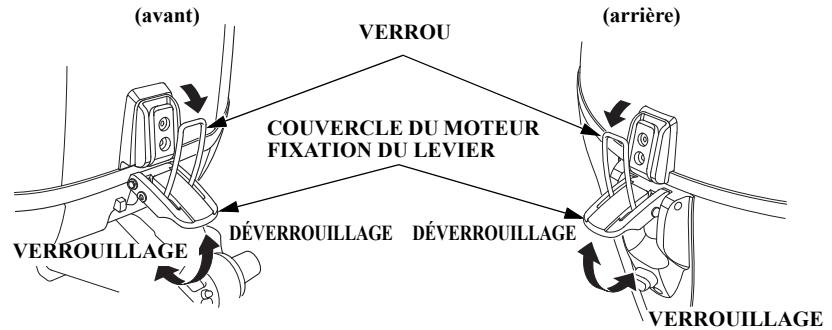 (avant)
(arrière)
VERROU
COUVERCLE DU MOTEUR
FIXATION DU LEVIER
DÉVERROUILLAGE
DÉVERROUILLAGE
VERROUILLAGE
VERROUILLAGE